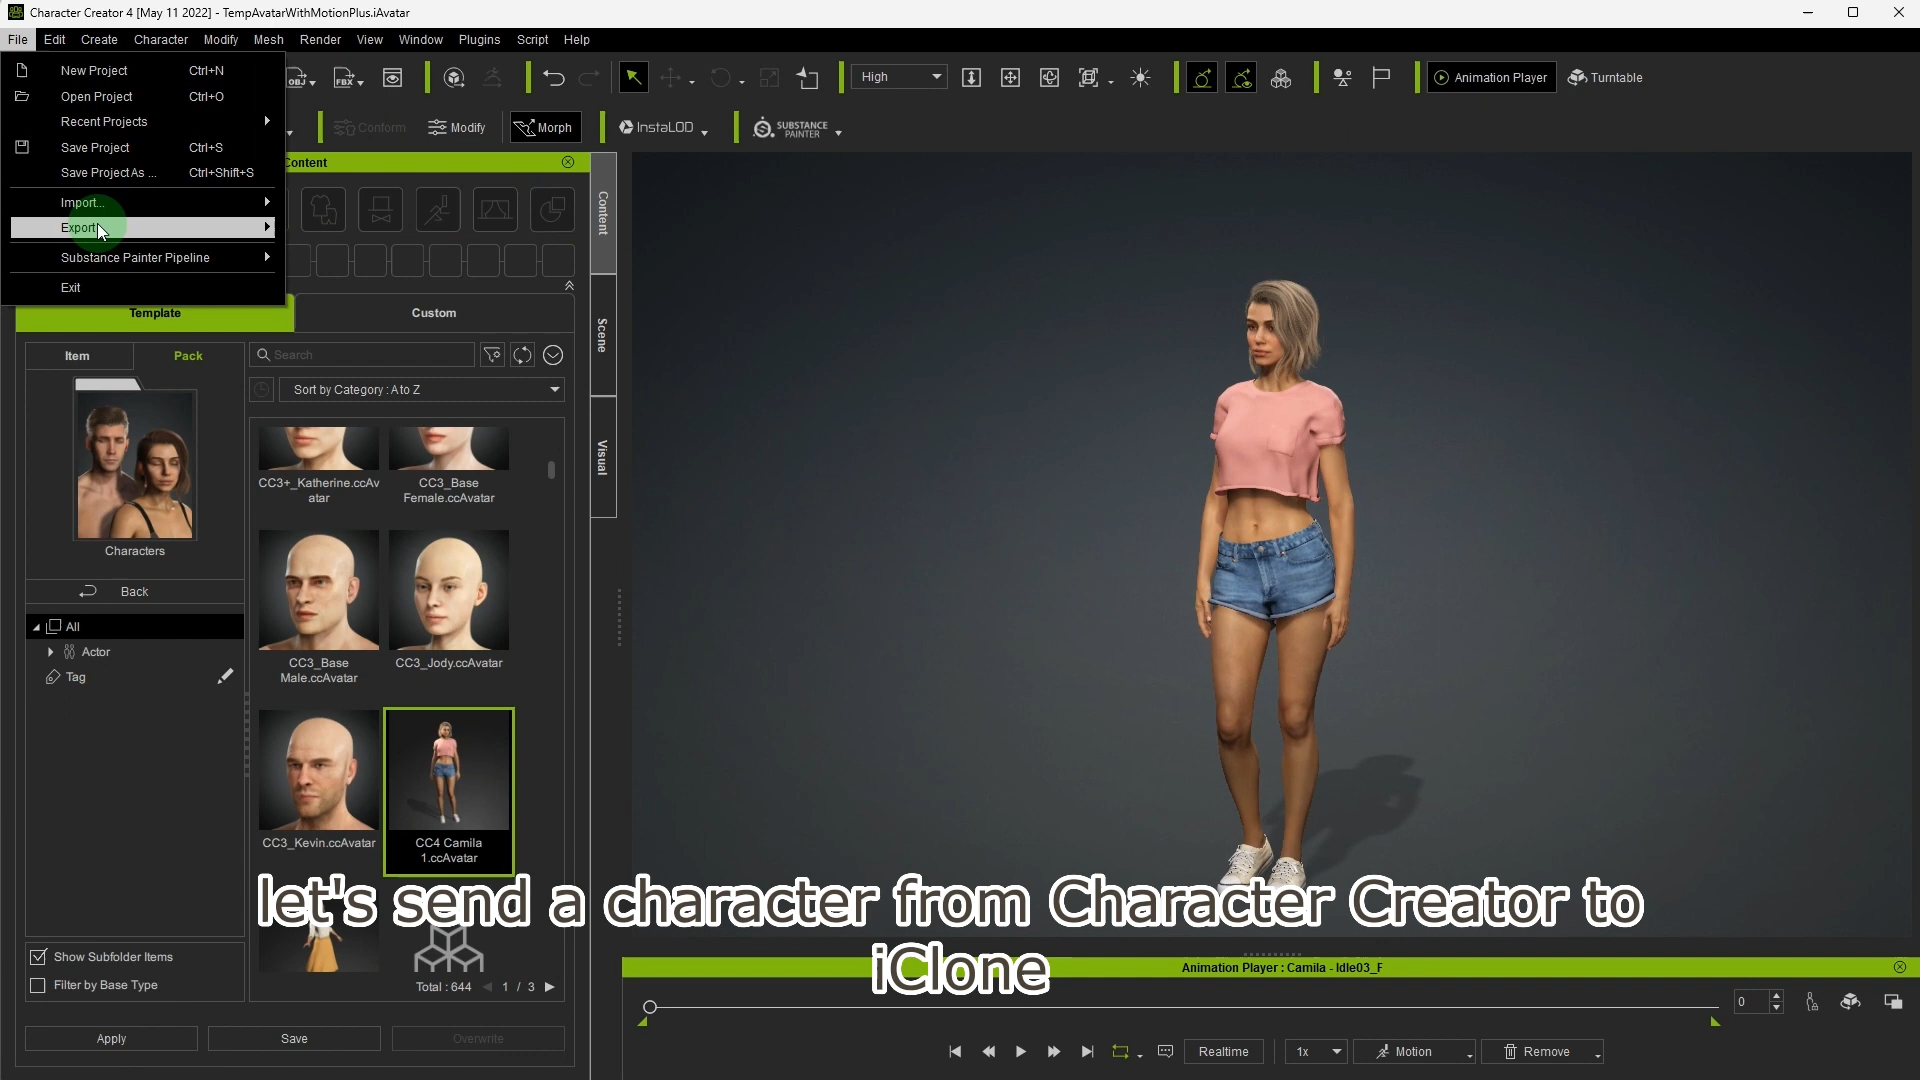 Character Creator 4 [May 11 2022] - TempAvatarWithMotionPlus.iAvatar
File Edit Create Character Modify Mesh Render View Window Plugins Script Help
New Project Ctrl+N
Open Project Ctrl+O
Recent Projects
Save Project Ctrl+S
Save Project As ... Ctrl+Shift+S
Import...
Export
Substance Painter Pipeline
Exit
OBJ FBX High Animation Player Turntable
Conform Modify Morph InstaLOD SUBSTANCE PAINTER
Content
Content
Scene
Visual
Template Custom
Item Pack
Search
Sort by Category : A to Z
Characters
Back
All
Actor
Tag
CC3+_Katherine.ccAv
atar
CC3_Base
Female.ccAvatar
CC3_Base
Male.ccAvatar
CC3_Jody.ccAvatar
CC3_Kevin.ccAvatar
CC4 Camila
1.ccAvatar
let's send a character from Character Creator to
iClone
Show Subfolder Items
Filter by Base Type
Total : 644 1 / 3
Apply Save Overwrite
Animation Player : Camila - Idle03_F
0
Realtime 1x Motion Remove